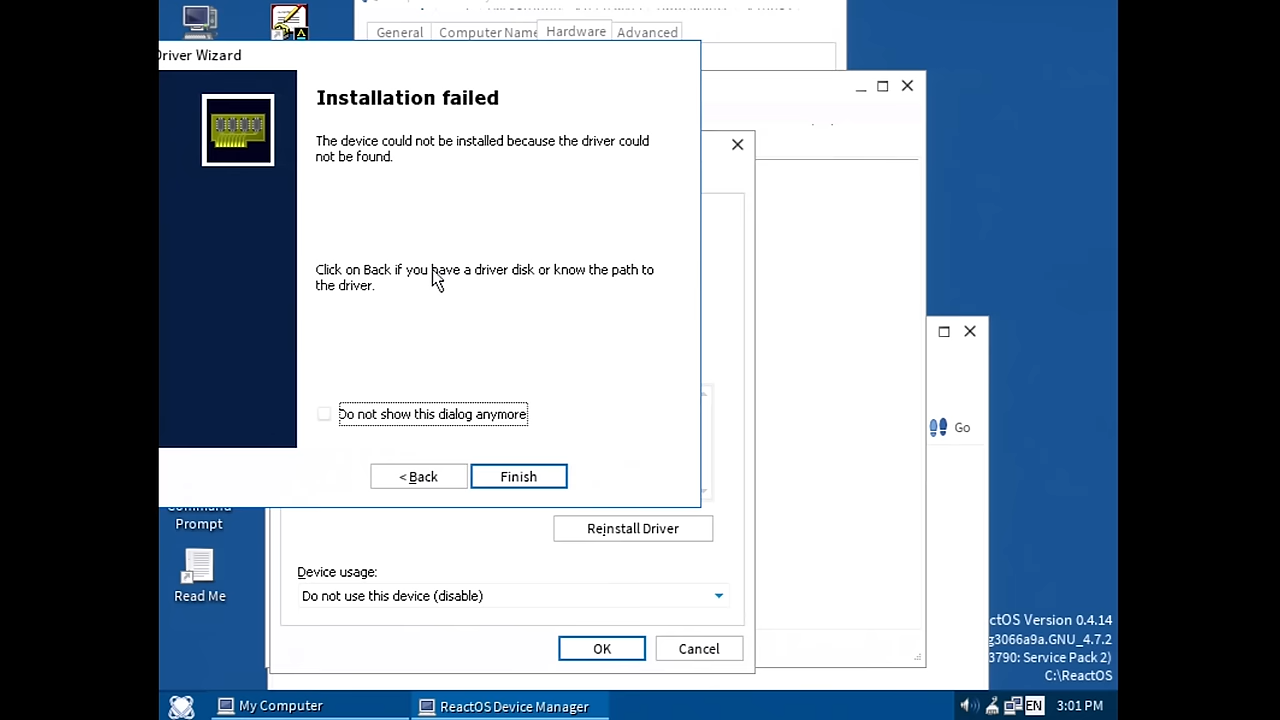 General
Computer Name
Hardware
Advanced
Driver Wizard
Installation failed
The device could not be installed because the driver could
not be found.
Click on Back if you have a driver disk or know the path to
the driver.
Do not show this dialog anymore
< Back
Finish
Go
Prompt
Reinstall Driver
Device usage:
Do not use this device (disable)
Read Me
OK
Cancel
ctOS Version 0.4.14
g3066a9a.GNU_4.7.2
3790: Service Pack 2)
C:\ReactOS
My Computer
ReactOS Device Manager
EN
3:01 PM